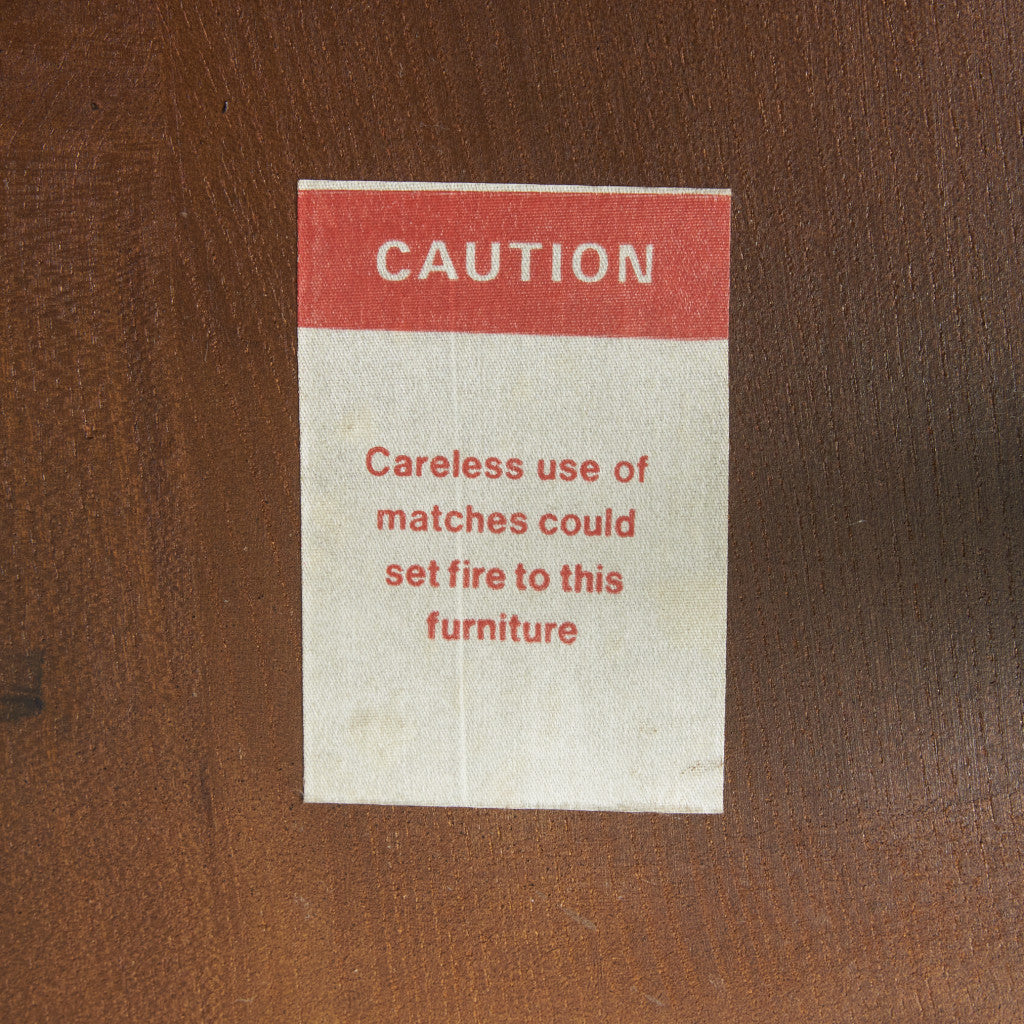 CAUTION
Careless use of
matches could
set fire to this
furniture